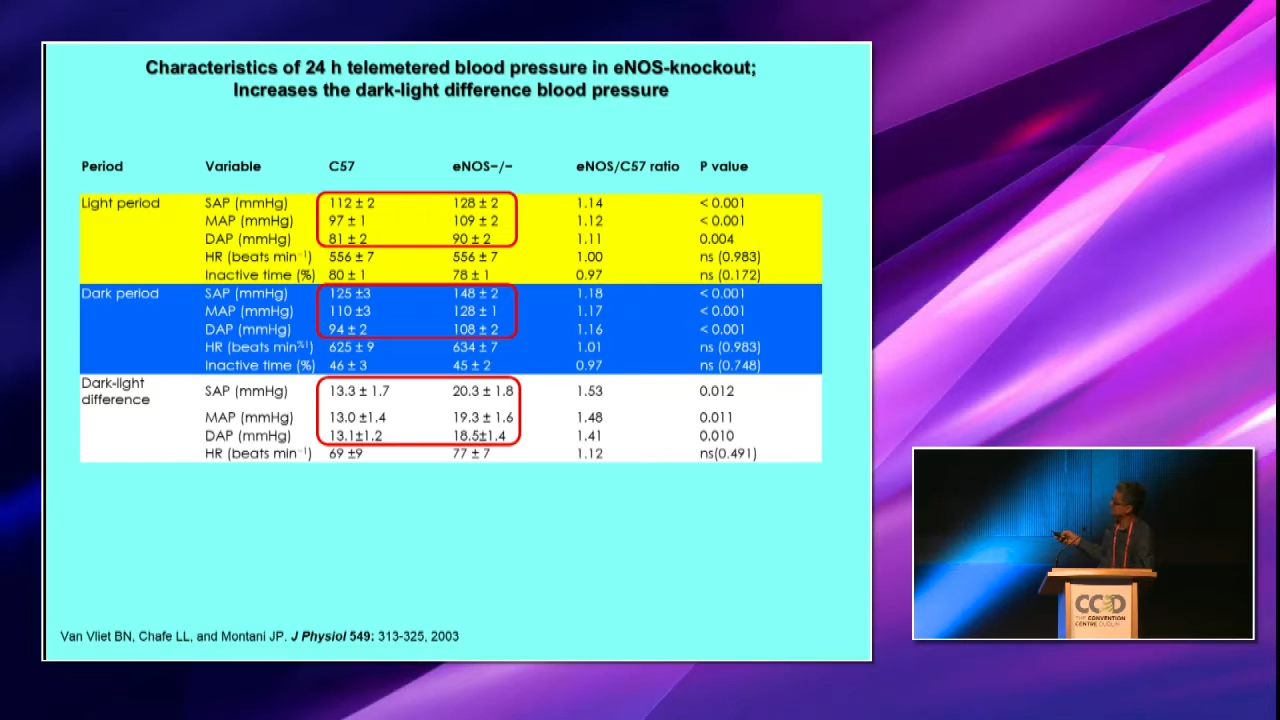 Characteristics of 24 h telemetered blood pressure in eNOS-knockout;
Increases the dark-light difference blood pressure
Period Variable C57 eNOS−/− eNOS/C57 ratio P value
Light period SAP (mmHg) 112 ± 2 128 ± 2 1.14 < 0.001
MAP (mmHg) 97 ± 1 109 ± 2 1.12 < 0.001
DAP (mmHg) 81 ± 2 90 ± 2 1.11 0.004
HR (beats min⁻¹) 556 ± 7 556 ± 7 1.00 ns (0.983)
Inactive time (%) 80 ± 1 78 ± 1 0.97 ns (0.172)
Dark period SAP (mmHg) 125 ±3 148 ± 2 1.18 < 0.001
MAP (mmHg) 110 ±3 128 ± 1 1.17 < 0.001
DAP (mmHg) 94 ± 2 108 ± 2 1.16 < 0.001
HR (beats min%¹) 625 ± 9 634 ± 7 1.01 ns (0.983)
Inactive time (%) 46 ± 3 45 ± 2 0.97 ns (0.748)
Dark-light
difference SAP (mmHg) 13.3 ± 1.7 20.3 ± 1.8 1.53 0.012
MAP (mmHg) 13.0 ±1.4 19.3 ± 1.6 1.48 0.011
DAP (mmHg) 13.1±1.2 18.5±1.4 1.41 0.010
HR (beats min⁻¹) 69 ±9 77 ± 7 1.12 ns(0.491)
Van Vliet BN, Chafe LL, and Montani JP. J Physiol 549: 313-325, 2003
CCD
THE CONVENTION
CENTRE DUBLIN